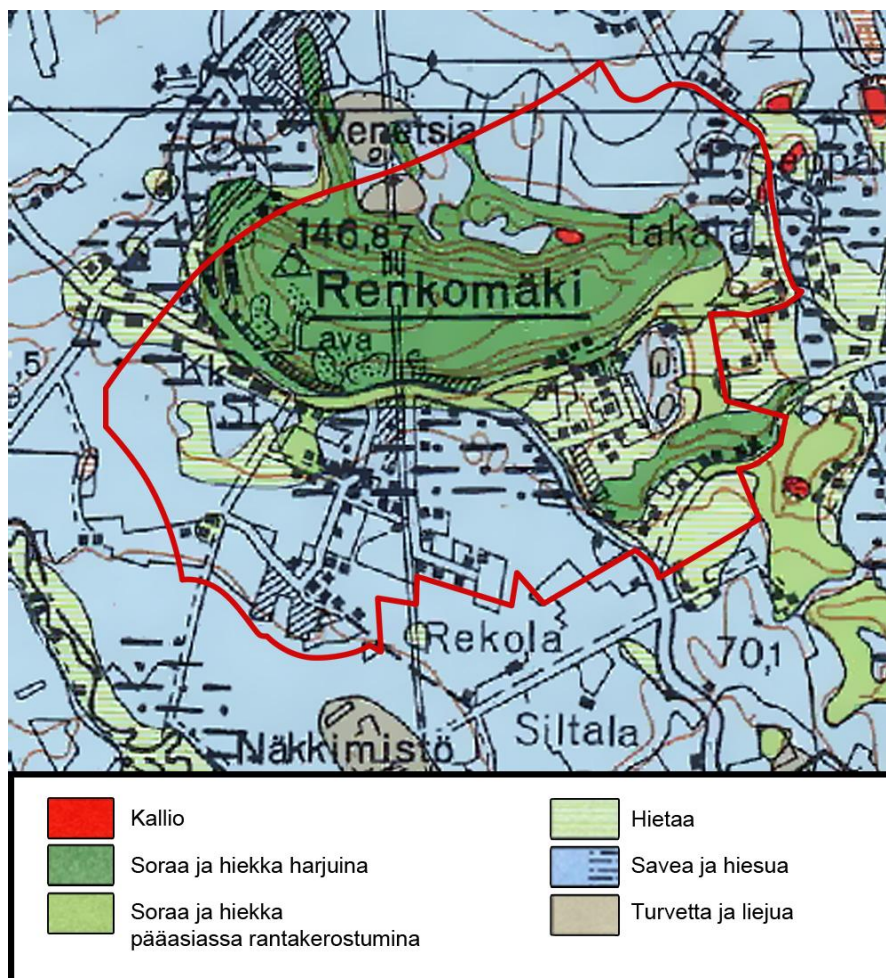 Venetsia
146,87
Takala
Renkomäki
Lava
,5
Rekola
70,1
Siltala
Näkkimistö
Kallio
Hietaa
Soraa ja hiekka harjuina
Savea ja hiesua
Soraa ja hiekka
pääasiassa rantakerostumina
Turvetta ja liejua